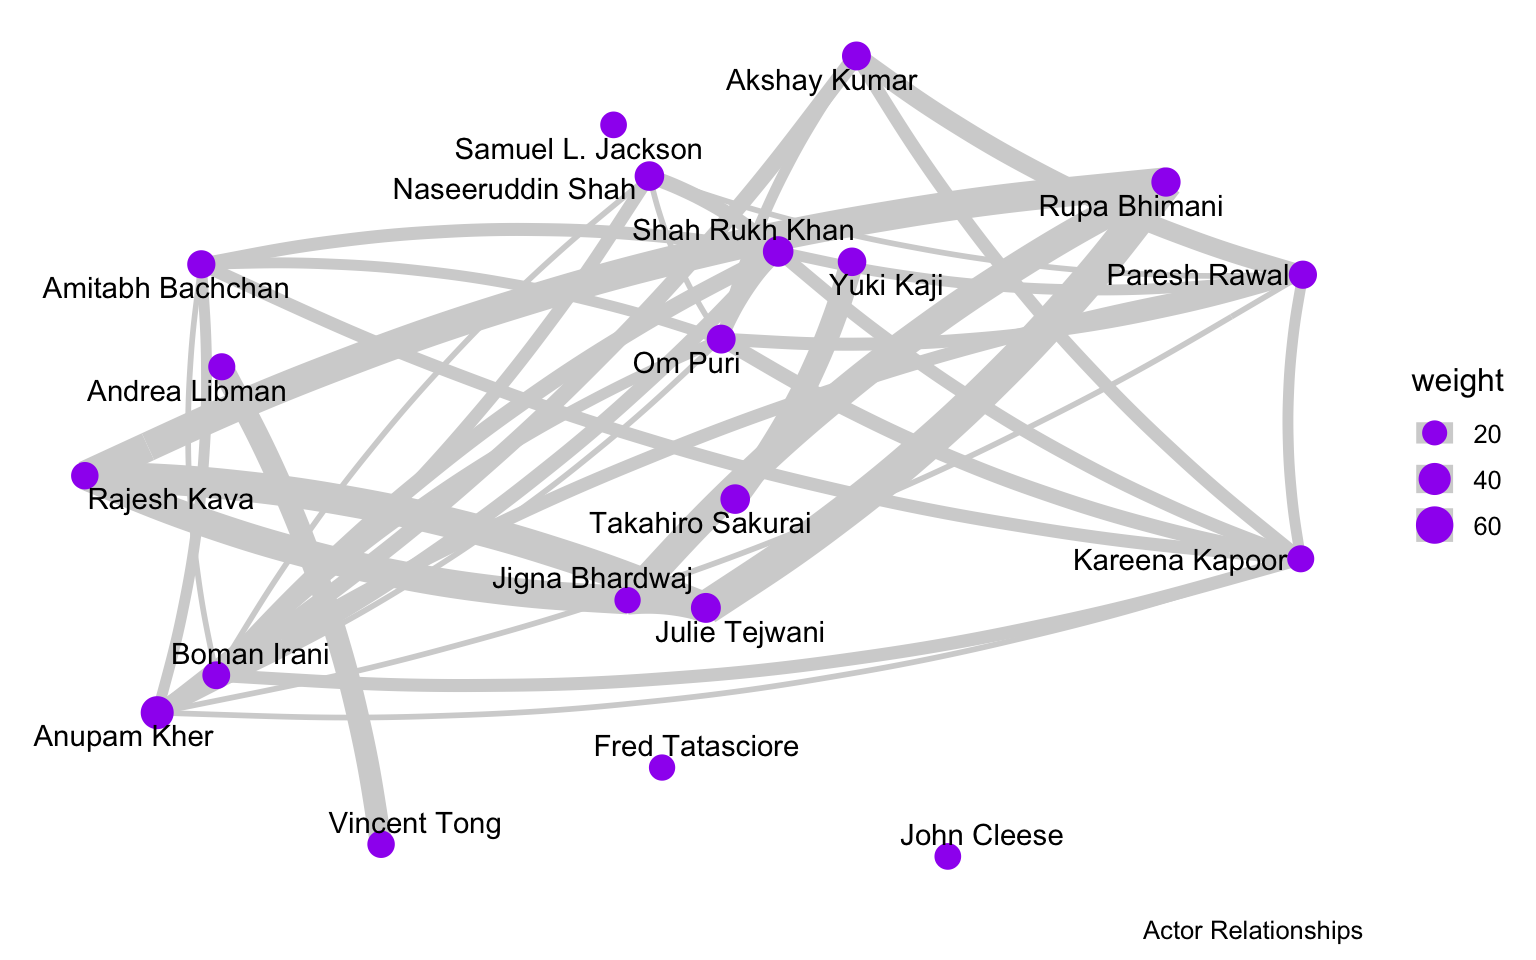 Akshay Kumar
Samuel L. Jackson
Naseeruddin Shah
Rupa Bhimani
Shah Rukh Khan
Paresh Rawal
Yuki Kaji
Amitabh Bachchan
Om Puri
Andrea Libman
weight
20
40
60
Rajesh Kava
Takahiro Sakurai
Kareena Kapoor
Jigna Bhardwaj
Julie Tejwani
Boman Irani
Anupam Kher
Fred Tatasciore
Vincent Tong
John Cleese
Actor Relationships